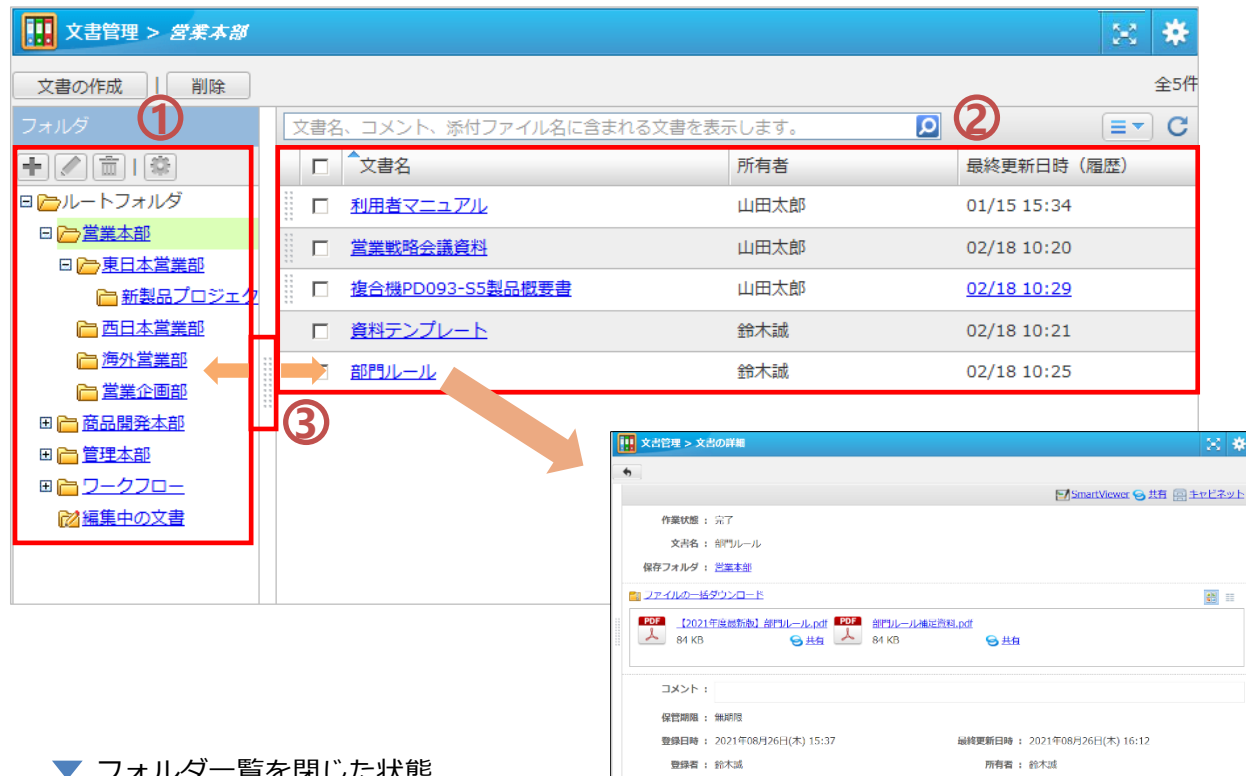 文書管理 > 営業本部
文書の作成 | 削除
全5件
フォルダ
①
文書名、コメント、添付ファイル名に含まれる文書を表示します。
②
文書名 所有者 最終更新日時（履歴）
利用者マニュアル 山田太郎 01/15 15:34
営業戦略会議資料 山田太郎 02/18 10:20
複合機PD093-S5製品概要書 山田太郎 02/18 10:29
資料テンプレート 鈴木誠 02/18 10:21
部門ルール 鈴木誠 02/18 10:25
ルートフォルダ
営業本部
東日本営業部
新製品プロジェク
西日本営業部
海外営業部
営業企画部
商品開発本部
管理本部
ワークフロー
編集中の文書
③
文書管理 > 文書の詳細
SmartViewer 共有 キャビネット
作業状態 : 完了
文書名 : 部門ルール
保存フォルダ : 営業本部
ファイルの一括ダウンロード
PDF 【2021年度最新版】部門ルール.pdf PDF 部門ルール補足資料.pdf
84 KB 共有 84 KB 共有
コメント :
保管期限 : 無期限
登録日時 : 2021年08月26日(木) 15:37 最終更新日時 : 2021年08月26日(木) 16:12
登録者 : 鈴木誠 所有者 : 鈴木誠
▼ フォルダ一覧を閉じた状態